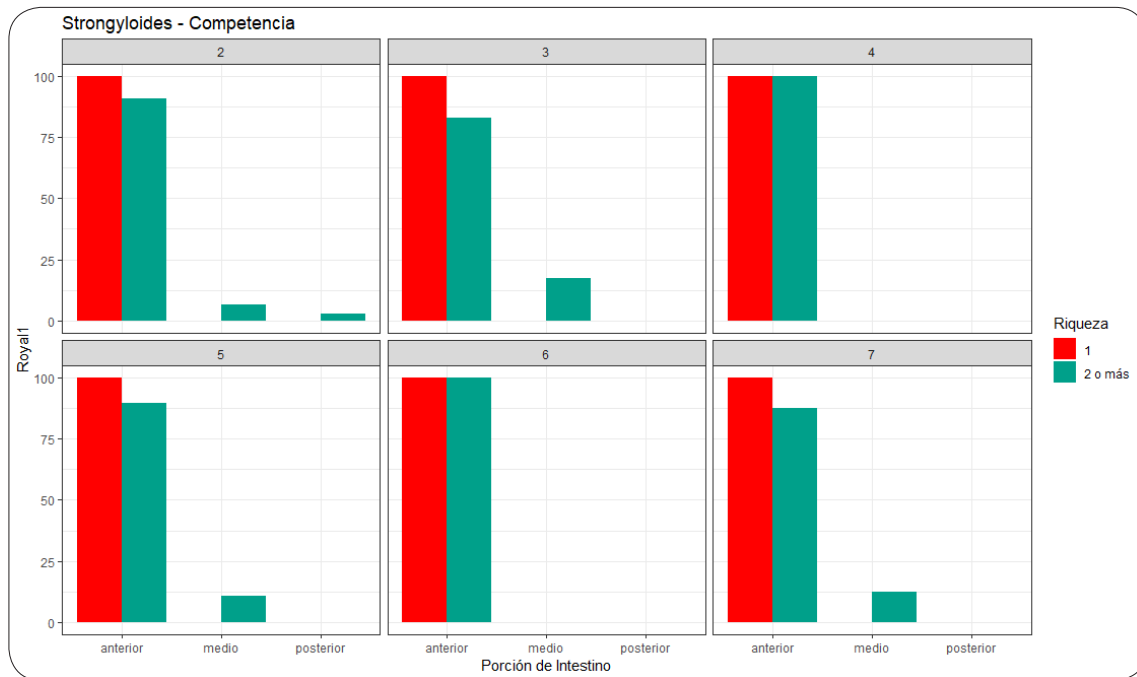 Strongyloides - Competencia
2
3
4
100
75
50
25
0
Royal1
5
6
7
100
75
50
25
0
anterior medio posterior
anterior medio posterior
anterior medio posterior
Porción de Intestino
Riqueza
1
2 o más